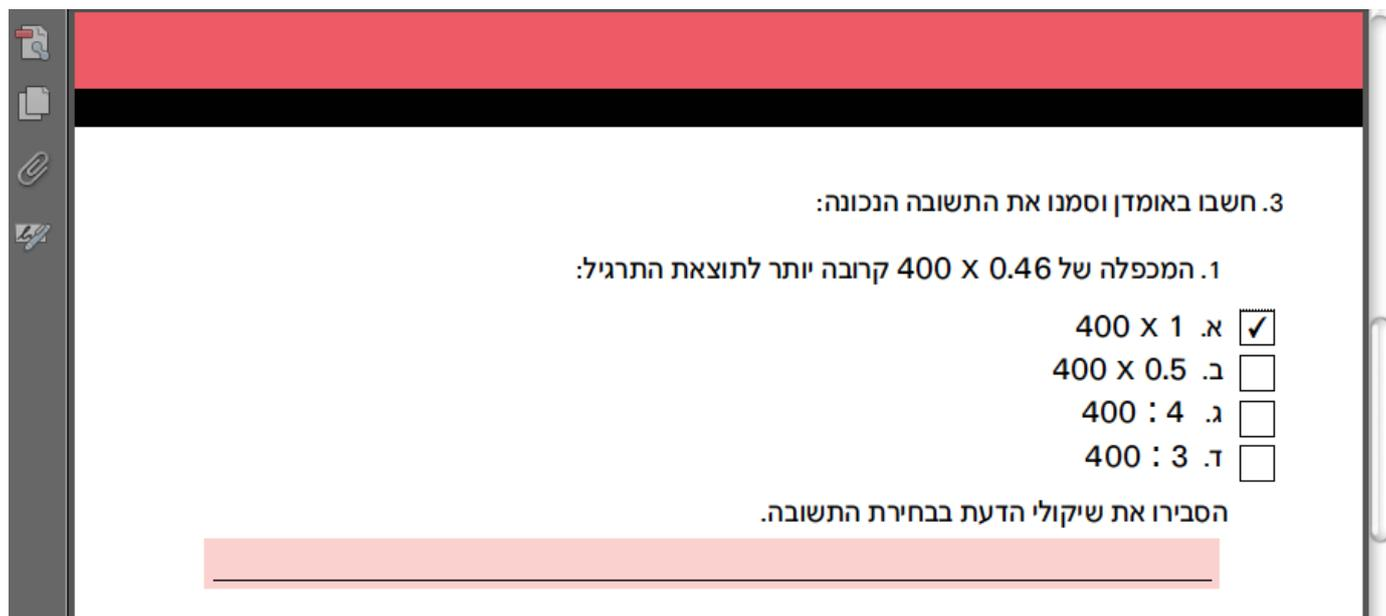 3. חשבו באומדן וסמנו את התשובה הנכונה:
1. המכפלה של 400 x 0.46 קרובה יותר לתוצאת התרגיל:
✓ א. 400 x 1
ב. 400 x 0.5
ג. 400 : 4
ד. 400 : 3
הסבירו את שיקולי הדעת בבחירת התשובה.